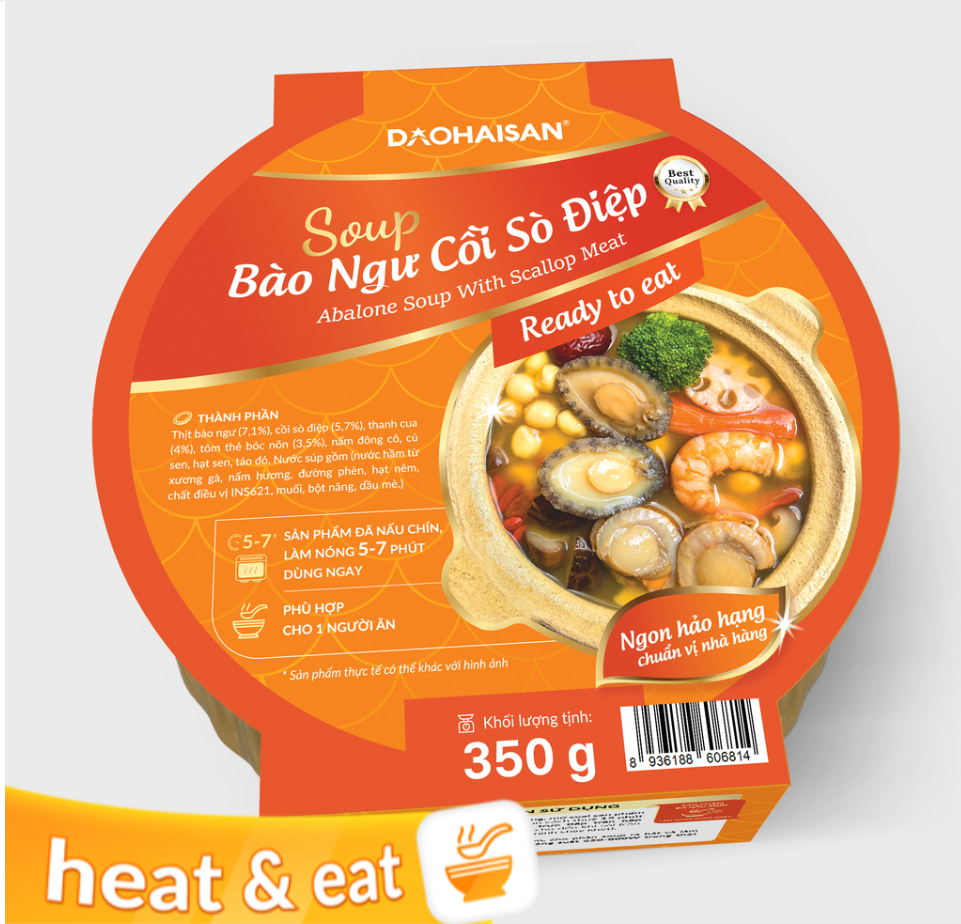 DAOHAISAN®
Best
Quality
Soup
Bào Ngư Cồi Sò Điệp
Abalone Soup With Scallop Meat
Ready to eat
THÀNH PHẦN
Thịt bào ngư (7,1%), cồi sò điệp (5,7%), thanh cua
(4%), tôm thẻ bóc nõn (3,5%), nấm đông cô, củ
sen, hạt sen, táo đỏ. Nước súp gồm (nước hầm từ
xương gà, nấm hương, đường phèn, hạt nêm,
chất điều vị INS621, muối, bột năng, dầu mè.)
5-7'
SẢN PHẨM ĐÃ NẤU CHÍN,
LÀM NÓNG 5-7 PHÚT
DÙNG NGAY
PHÙ HỢP
CHO 1 NGƯỜI ĂN
* Sản phẩm thực tế có thể khác với hình ảnh
Ngon hảo hạng
chuẩn vị nhà hàng
Khối lượng tịnh:
350 g
8 936188 606814
SỬ DỤNG
heat & eat